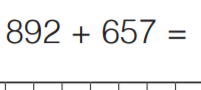 892 + 657 =